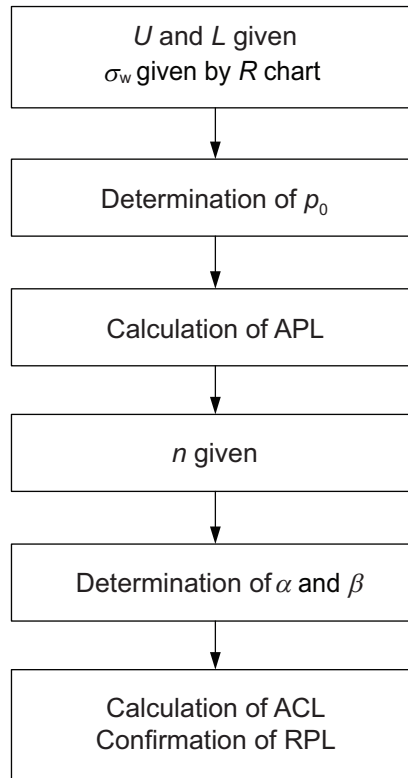 U and L given
σw given by R chart
Determination of p0
Calculation of APL
n given
Determination of α and β
Calculation of ACL
Confirmation of RPL